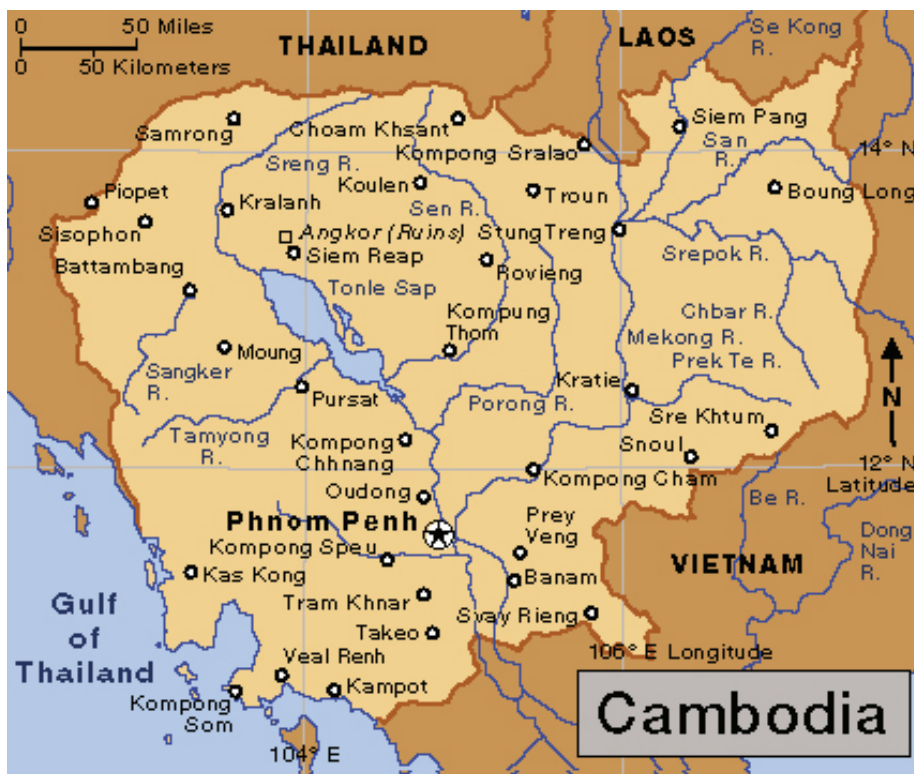 0 50 Miles
0 50 Kilometers
THAILAND
LAOS
Se Kong
R.
Samrong
Choam Khsant
Siem Pang
San
R.
14° N
Sreng R.
Kompong Sralao
Piopet
Koulen
Troun
Boung Long
Kralanh
Sen R.
Sisophon
Angkor (Ruins)
StungTreng
Siem Reap
Rovieng
Srepok R.
Battambang
Tonle Sap
Kompung
Thom
Chbar R.
Mekong R.
Moung
Prek Te R.
Sangker
R.
Kratie
N
Pursat
Porong R.
Sre Khtum
Tamyong
R.
Kompong
Chhnang
Snoul
12° N
Latitude
Kompong Cham
Oudong
Be R.
Phnom Penh
Prey
Veng
Dong
Nai
R.
Kompong Speu
VIETNAM
Kas Kong
Banam
Gulf
of
Thailand
Tram Khnar
Svay Rieng
Takeo
106° E Longitude
Veal Renh
Kompong
Som
Kampot
Cambodia
104° E